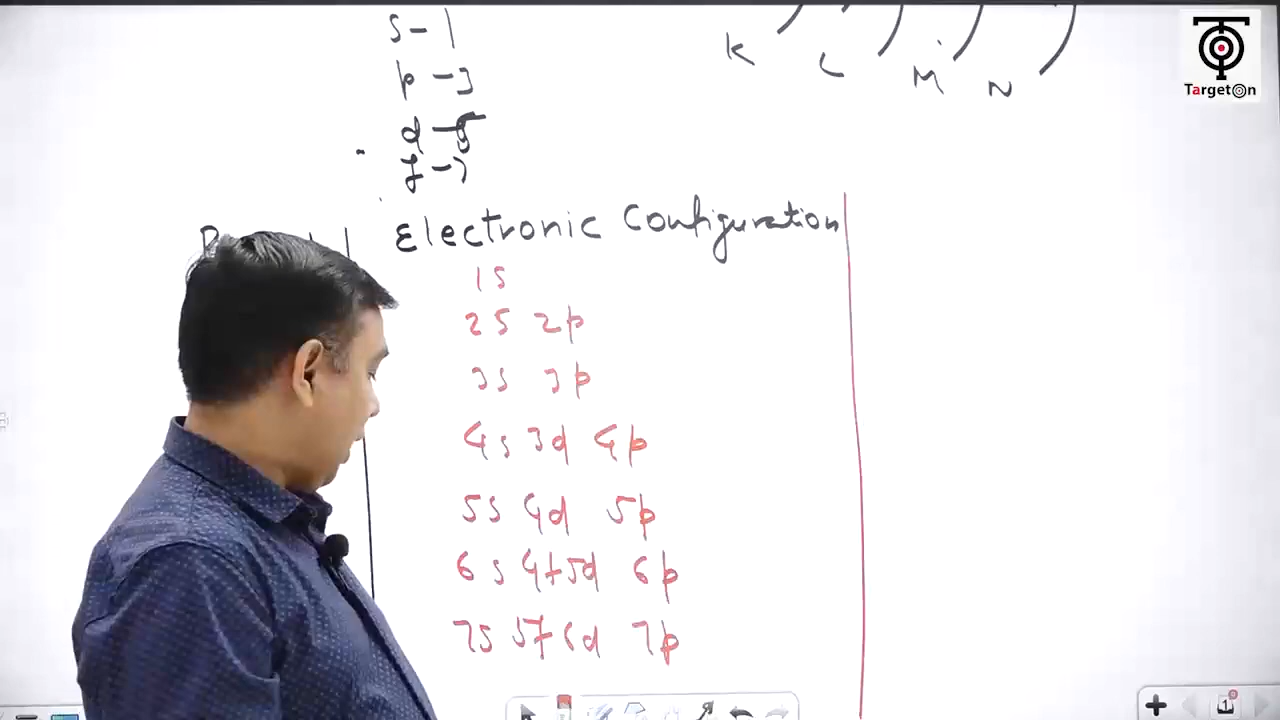 s - 1
p - 3
d - 5
f - 7
K L M N
TargetOn
Electronic Configuration
1s
2s 2p
3s 3p
4s 3d 4p
5s 4d 5p
6s 4f 5d 6p
7s 5f 6d 7p
1